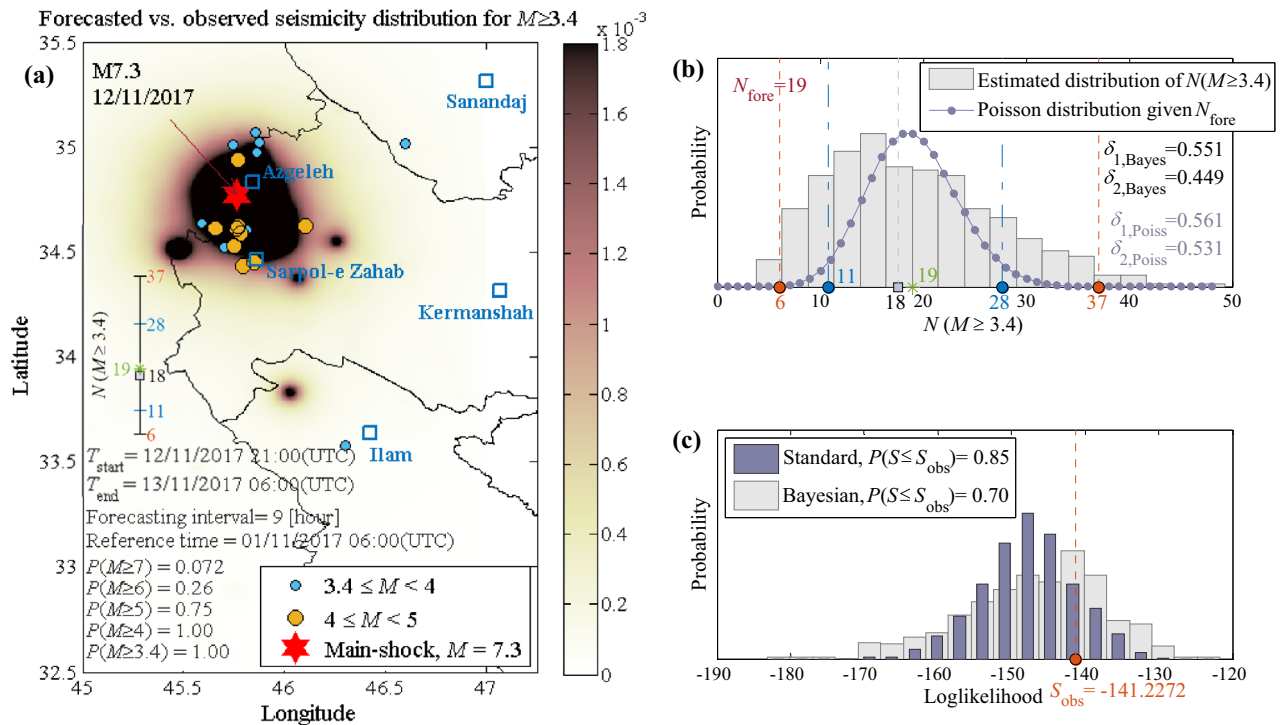 Forecasted vs. observed seismicity distribution for M≥3.4
x 10⁻³
(a)
M7.3
12/11/2017
Sanandaj
Azgeleh
Sarpol-e Zahab
Kermanshah
Ilam
35.5
35
34.5
34
33.5
33
32.5
Latitude
37
28
19
18
11
6
N (M ≥ 3.4)
T_start = 12/11/2017 21:00(UTC)
T_end = 13/11/2017 06:00(UTC)
Forecasting interval= 9 [hour]
Reference time = 01/11/2017 06:00(UTC)
P(M≥7) = 0.072
P(M≥6) = 0.26
P(M≥5) = 0.75
P(M≥4) = 1.00
P(M≥3.4) = 1.00
3.4 ≤ M < 4
4 ≤ M < 5
Main-shock, M = 7.3
45 45.5 46 46.5 47
Longitude
1.8
1.6
1.4
1.2
1
0.8
0.6
0.4
0.2
0
(b)
N_fore=19
Estimated distribution of N(M≥3.4)
Poisson distribution given N_fore
δ_1,Bayes=0.551
δ_2,Bayes=0.449
δ_1,Poiss=0.561
δ_2,Poiss=0.531
Probability
11 19
0 10 20 30 40 50
6 18 28 37
N (M ≥ 3.4)
(c)
Standard, P(S≤ S_obs)= 0.85
Bayesian, P(S≤ S_obs)= 0.70
Probability
-190 -180 -170 -160 -150 -140 -130 -120
Loglikelihood
S_obs= -141.2272